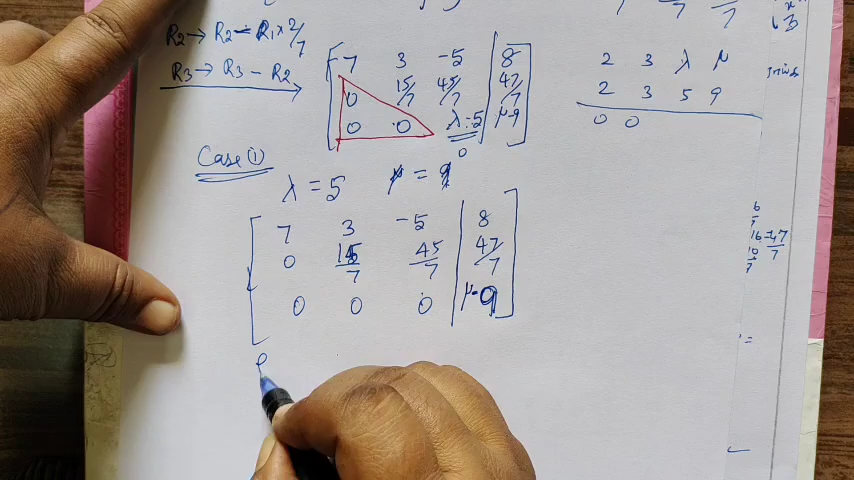 R2 → R2 - R1 × 2/7
R3 → R3 - R2
7 3 -5 | 8
0 15/7 45/7 | 47/7
0 0 λ-5 | μ-9
0
2 3 λ μ
2 3 5 9
0 0
Case ①
λ = 5 μ = 9
7 3 -5 | 8
0 15/7 45/7 | 47/7
0 0 0 | μ-9